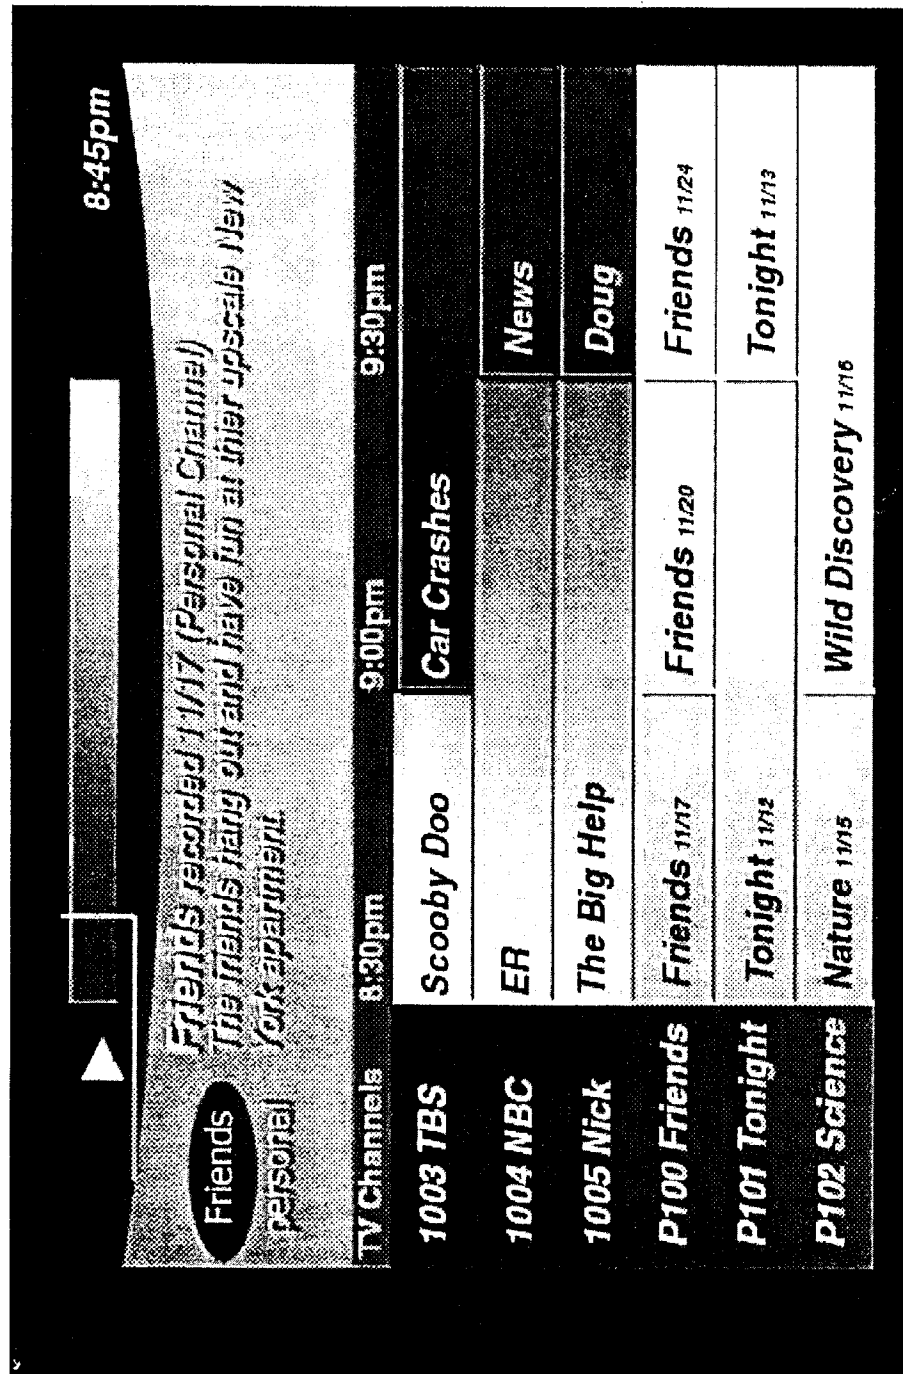 8:45pm
Friends recorded 11/17 (Personal Channel)
The friends hang out and have fun at thier upscale New
York aparment.
Friends
personal
TV Channels 8:30pm 9:00pm 9:30pm
1003 TBS Scooby Doo Car Crashes
1004 NBC ER News
1005 Nick The Big Help Doug
P100 Friends Friends 11/17 Friends 11/20 Friends 11/24
P101 Tonight Tonight 11/12 Tonight 11/13
P102 Science Nature 11/15 Wild Discovery 11/16